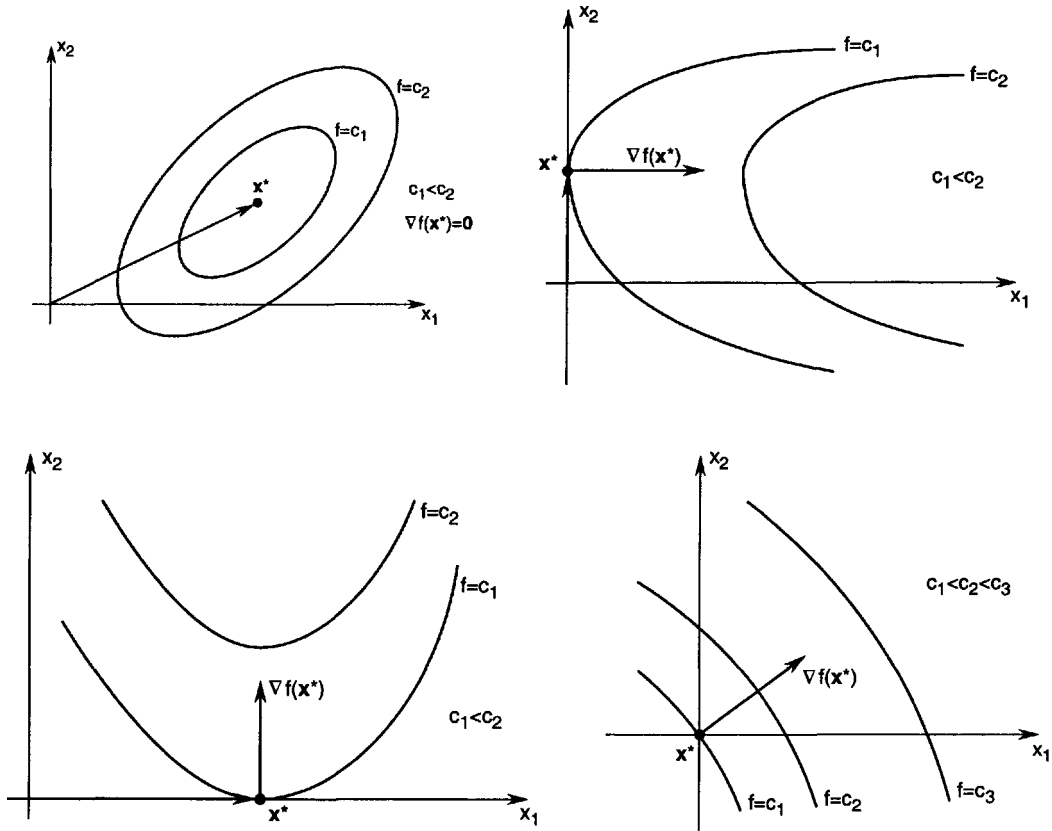 x₂
f=c₂
f=c₁
x*
c₁<c₂
∇f(x*)=0
x₁
x₂
f=c₁
f=c₂
x*
∇f(x*)
c₁<c₂
x₁
x₂
f=c₂
f=c₁
∇f(x*)
c₁<c₂
x*
x₁
x₂
c₁<c₂<c₃
∇f(x*)
x*
x₁
f=c₁
f=c₂
f=c₃